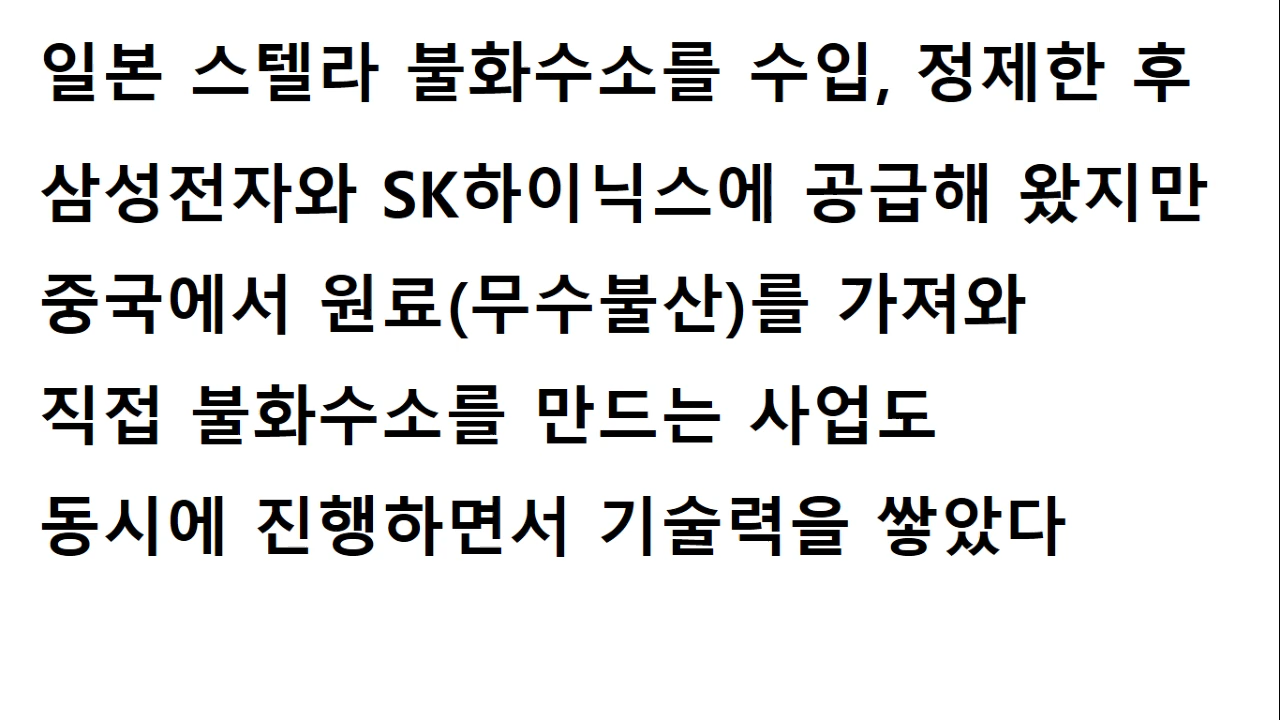 일본 스텔라 불화수소를 수입, 정제한 후
삼성전자와 SK하이닉스에 공급해 왔지만
중국에서 원료(무수불산)를 가져와
직접 불화수소를 만드는 사업도
동시에 진행하면서 기술력을 쌓았다